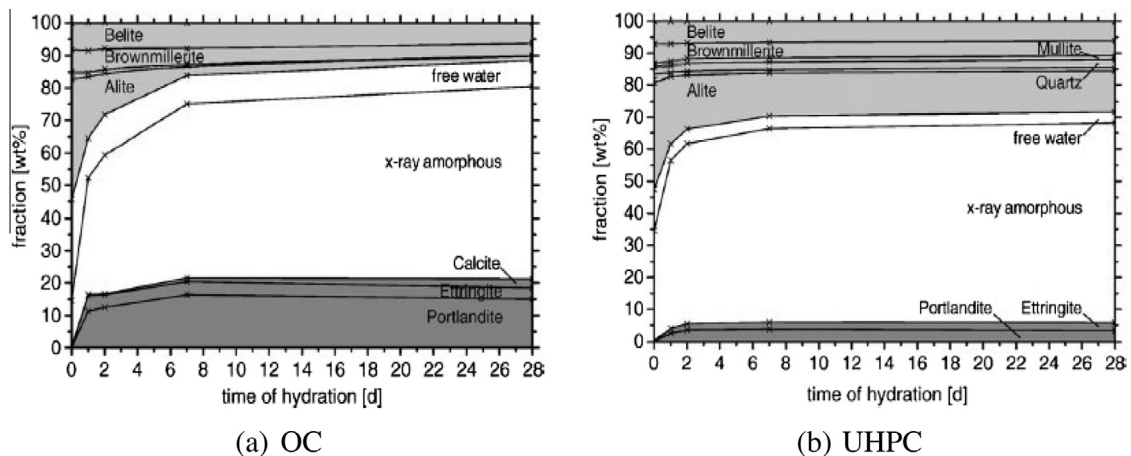 100
90
80
70
60
50
40
30
20
10
0
fraction [wt%]
Belite
Brownmillerite
Alite
free water
x-ray amorphous
Calcite
Ettringite
Portlandite
0 2 4 6 8 10 12 14 16 18 20 22 24 26 28
time of hydration [d]
(a) OC
100
90
80
70
60
50
40
30
20
10
0
fraction [wt%]
Belite
Brownmillerite
Mullite
Quartz
Alite
free water
x-ray amorphous
Portlandite
Ettringite
0 2 4 6 8 10 12 14 16 18 20 22 24 26 28
time of hydration [d]
(b) UHPC